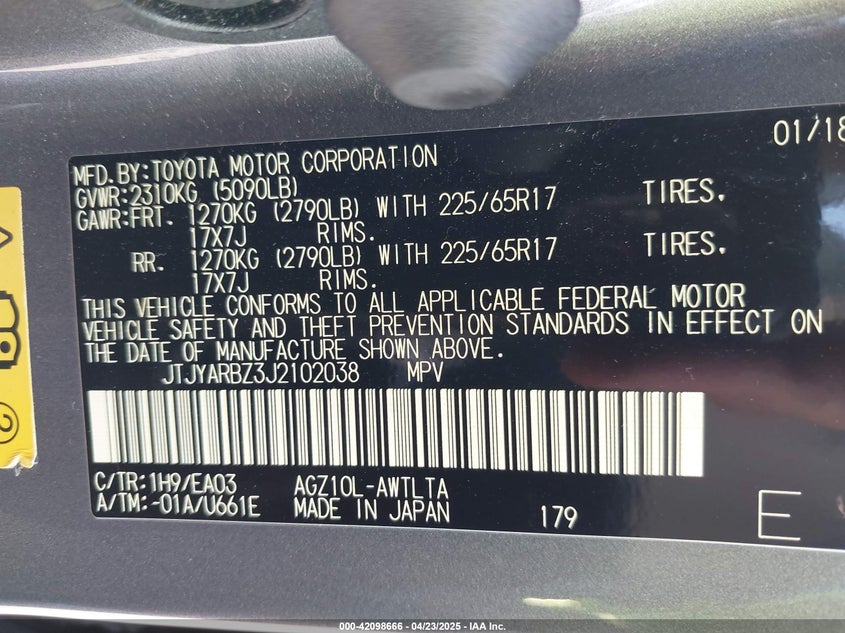 01/18
MFD.BY:TOYOTA MOTOR CORPORATION
GVWR:2310KG (5090LB)
GAWR:FRT. 1270KG (2790LB) WITH 225/65R17 TIRES.
17X7J RIMS.
RR. 1270KG (2790LB) WITH 225/65R17 TIRES.
17X7J RIMS.
THIS VEHICLE CONFORMS TO ALL APPLICABLE FEDERAL MOTOR
VEHICLE SAFETY AND THEFT PREVENTION STANDARDS IN EFFECT ON
THE DATE OF MANUFACTURE SHOWN ABOVE.
JTJYARBZ3J2102038 MPV
C/TR:1H9/EA03 AGZ10L-AWTLTA
A/TM:-01A/U661E MADE IN JAPAN 179 E
2
000-42098666 - 04/23/2025 - IAA Inc.